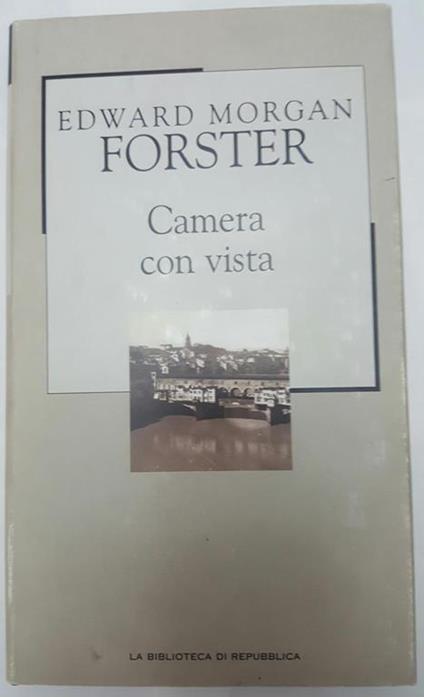 EDWARD MORGAN
FORSTER
Camera
con vista
LA BIBLIOTECA DI REPUBBLICA